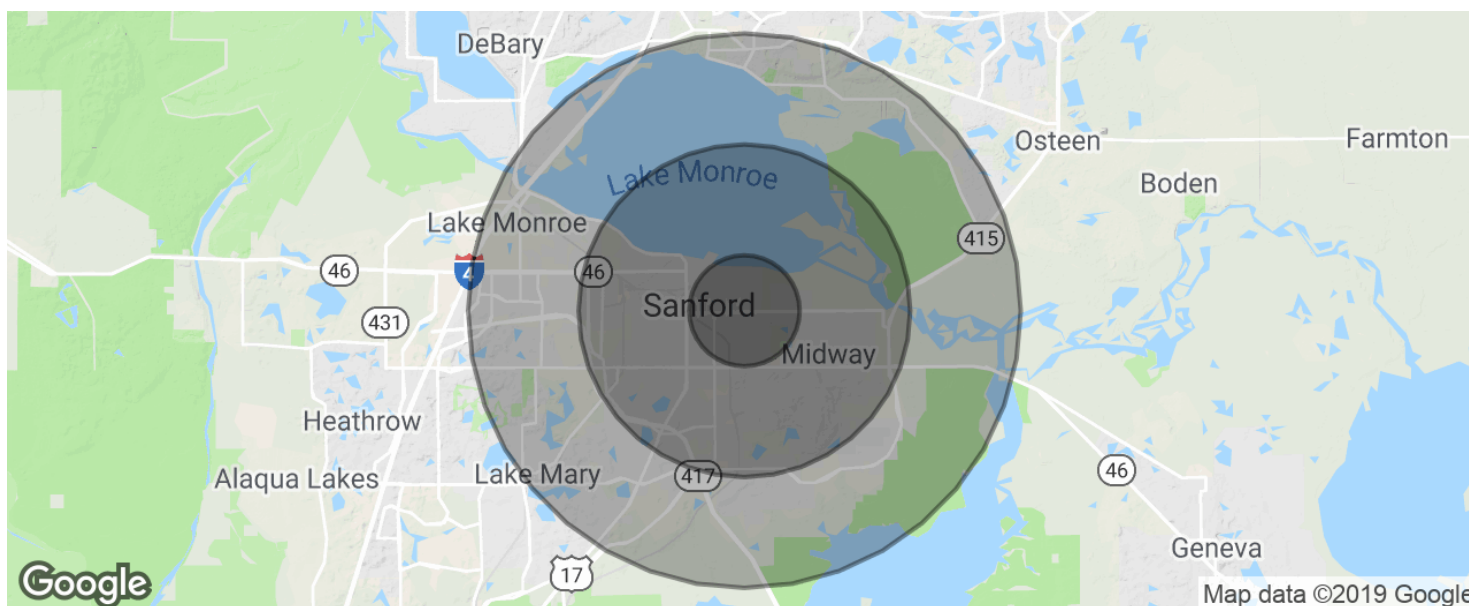 DeBary
Osteen
Farmton
Lake Monroe
Boden
Lake Monroe
415
46
4
46
Sanford
431
Midway
Heathrow
Lake Mary
417
46
Alaqua Lakes
Geneva
17
Google
Map data ©2019 Google